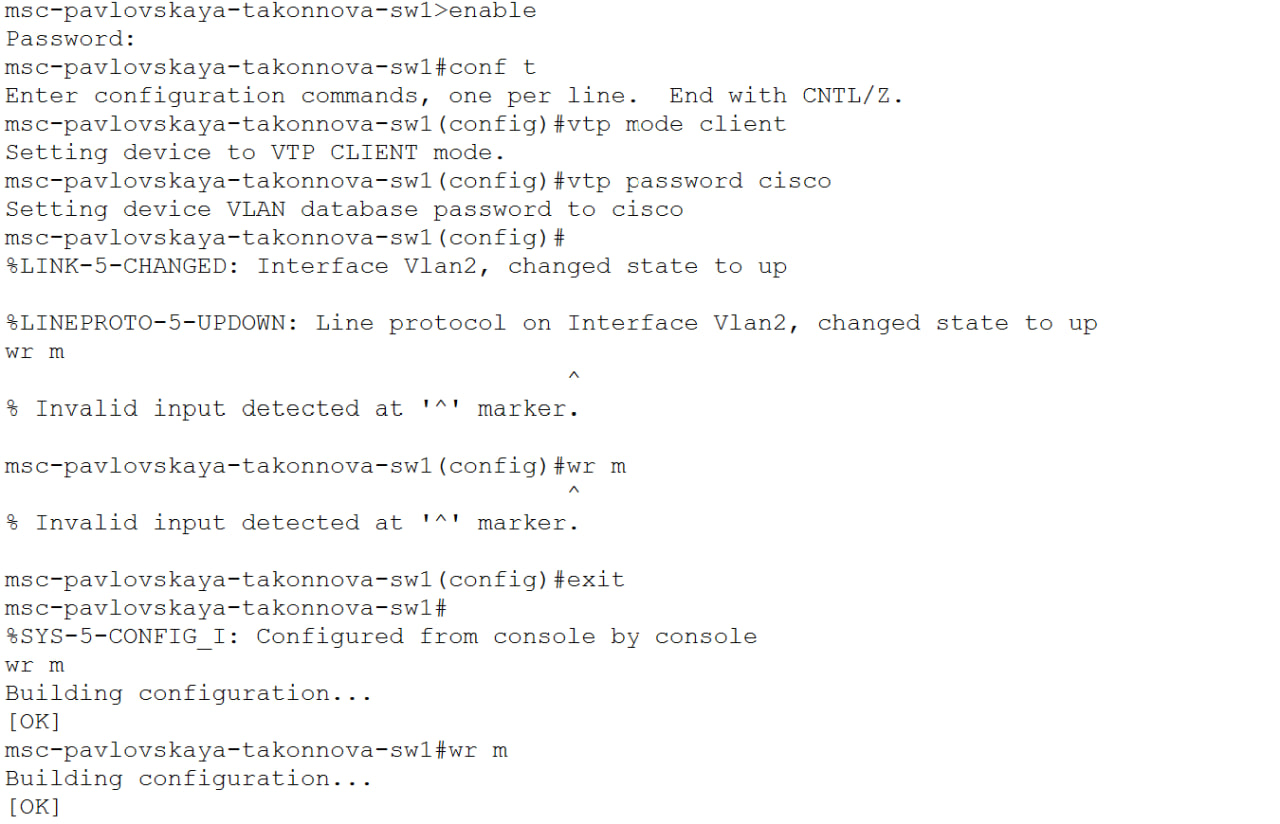 msc-pavlovskaya-takonnova-sw1>enable
Password:
msc-pavlovskaya-takonnova-sw1#conf t
Enter configuration commands, one per line.  End with CNTL/Z.
msc-pavlovskaya-takonnova-sw1(config)#vtp mode client
Setting device to VTP CLIENT mode.
msc-pavlovskaya-takonnova-sw1(config)#vtp password cisco
Setting device VLAN database password to cisco
msc-pavlovskaya-takonnova-sw1(config)#
%LINK-5-CHANGED: Interface Vlan2, changed state to up
%LINEPROTO-5-UPDOWN: Line protocol on Interface Vlan2, changed state to up
wr m
^
% Invalid input detected at '^' marker.
msc-pavlovskaya-takonnova-sw1(config)#wr m
^
% Invalid input detected at '^' marker.
msc-pavlovskaya-takonnova-sw1(config)#exit
msc-pavlovskaya-takonnova-sw1#
%SYS-5-CONFIG_I: Configured from console by console
wr m
Building configuration...
[OK]
msc-pavlovskaya-takonnova-sw1#wr m
Building configuration...
[OK]